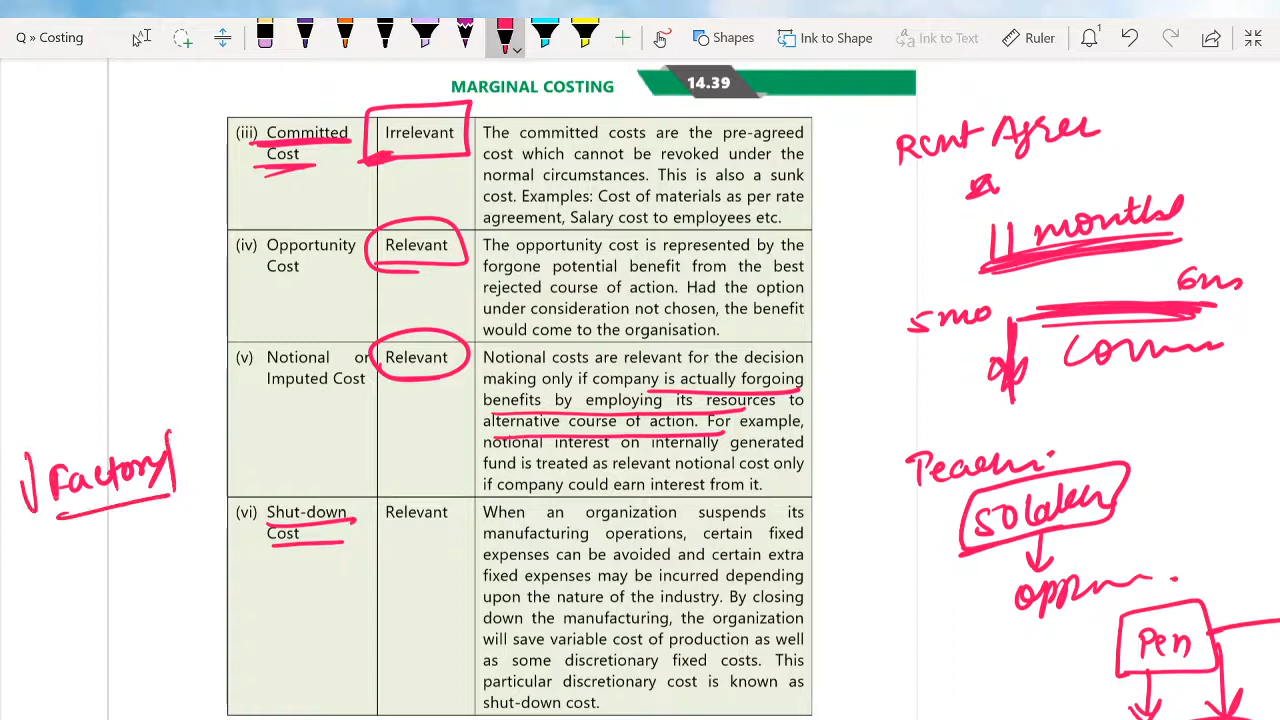 Q » Costing
Shapes
Ink to Shape
Ink to Text
Ruler
1
MARGINAL COSTING
14.39
(iii) Committed Cost
Irrelevant
The committed costs are the pre-agreed
cost which cannot be revoked under the
normal circumstances. This is also a sunk
cost. Examples: Cost of materials as per rate
agreement, Salary cost to employees etc.
(iv) Opportunity Cost
Relevant
The opportunity cost is represented by the
forgone potential benefit from the best
rejected course of action. Had the option
under consideration not chosen, the benefit
would come to the organisation.
(v) Notional or
Imputed Cost
Relevant
Notional costs are relevant for the decision
making only if company is actually forgoing
benefits by employing its resources to
alternative course of action. For example,
notional interest on internally generated
fund is treated as relevant notional cost only
if company could earn interest from it.
(vi) Shut-down
Cost
Relevant
When an organization suspends its
manufacturing operations, certain fixed
expenses can be avoided and certain extra
fixed expenses may be incurred depending
upon the nature of the industry. By closing
down the manufacturing, the organization
will save variable cost of production as well
as some discretionary fixed costs. This
particular discretionary cost is known as
shut-down cost.
Factory
Rent Agree
11 months
5 mo
Pen